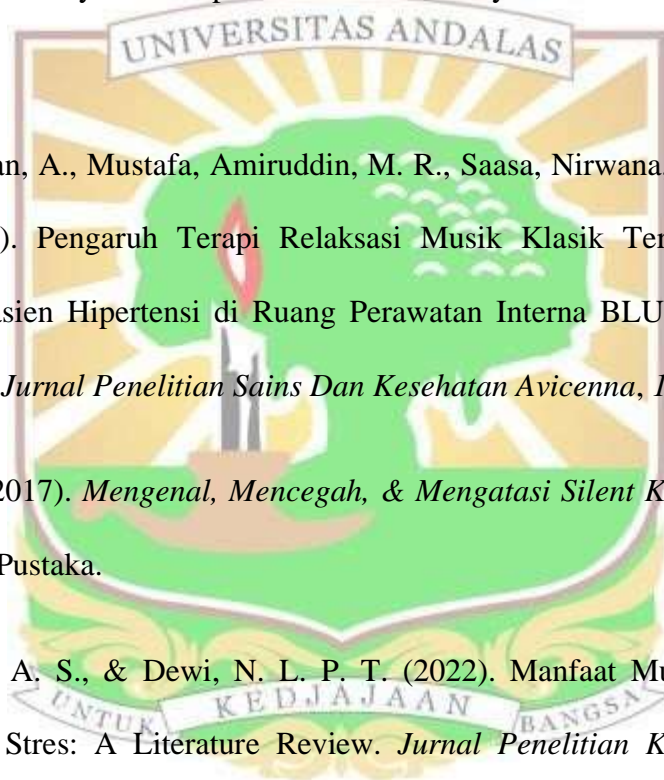 UNIVERSITAS ANDALAS
an, A., Mustafa, Amiruddin, M. R., Saasa, Nirwana.
). Pengaruh Terapi Relaksasi Musik Klasik Ter
asien Hipertensi di Ruang Perawatan Interna BLU
Jurnal Penelitian Sains Dan Kesehatan Avicenna,
2017). Mengenal, Mencegah, & Mengatasi Silent K
Pustaka.
A. S., & Dewi, N. L. P. T. (2022). Manfaat Mu
UNTUK KEDJAJAAN BANGSA
Stres: A Literature Review. Jurnal Penelitian K